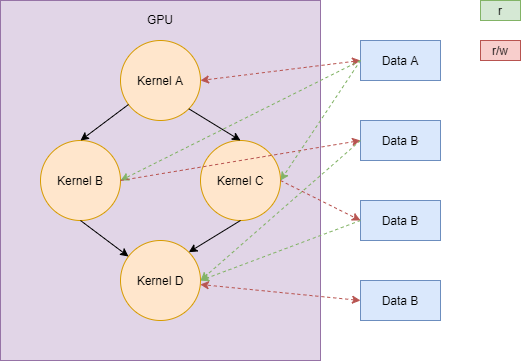 GPU
r
r/w
Kernel A
Data A
Data B
Kernel B
Kernel C
Data B
Kernel D
Data B